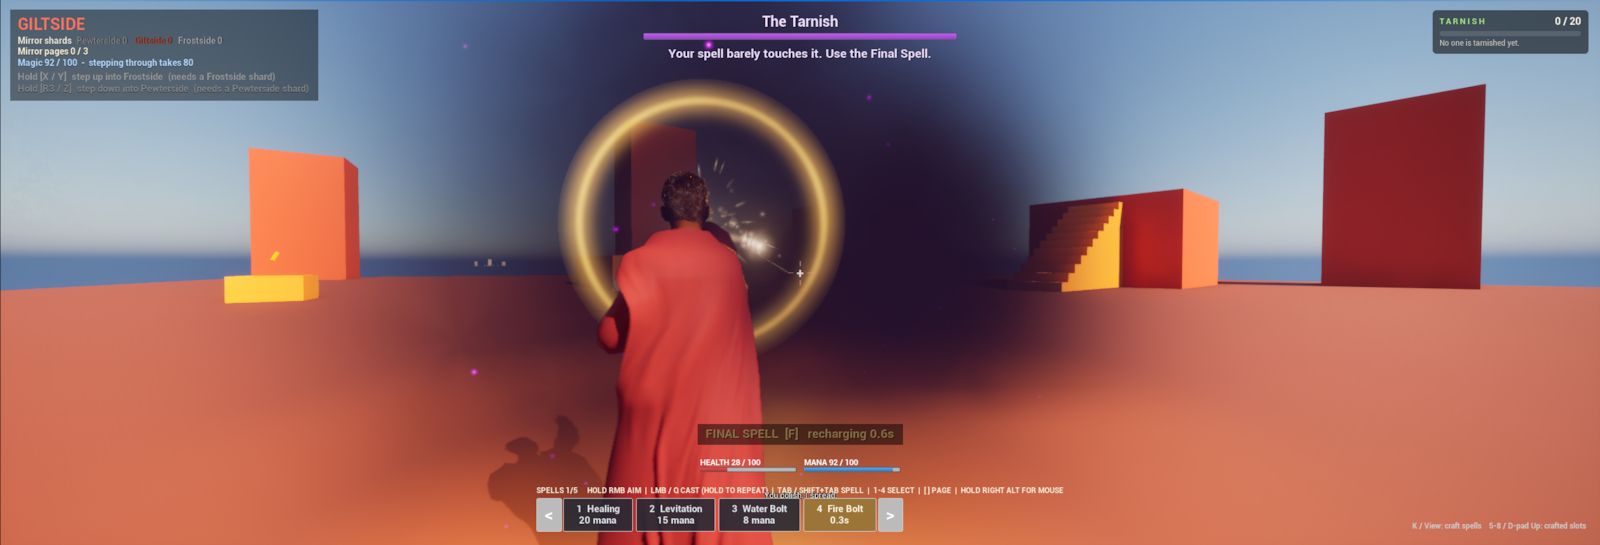 GILTSIDE
Mirror shards Pewterside 0 Giltside 0 Frostside 0
Mirror pages 0 / 3
Magic 92 / 100 - stepping through takes 80
Hold [X / Y] step up into Frostside (needs a Frostside shard)
Hold [R3 / Z] step down into Pewterside (needs a Pewterside shard)
The Tarnish
Your spell barely touches it. Use the Final Spell.
TARNISH 0 / 20
No one is tarnished yet.
FINAL SPELL [F] recharging 0.6s
HEALTH 28 / 100 MANA 92 / 100
SPELLS 1/5 HOLD RMB AIM | LMB / Q CAST (HOLD TO REPEAT) | TAB / SHIFT+TAB SPELL | 1-4 SELECT | [ ] PAGE | HOLD RIGHT ALT FOR MOUSE
You polish. I spread.
< 1 Healing 2 Levitation 3 Water Bolt 4 Fire Bolt >
20 mana 15 mana 8 mana 0.3s
K / View: craft spells 5-8 / D-pad Up: crafted slots